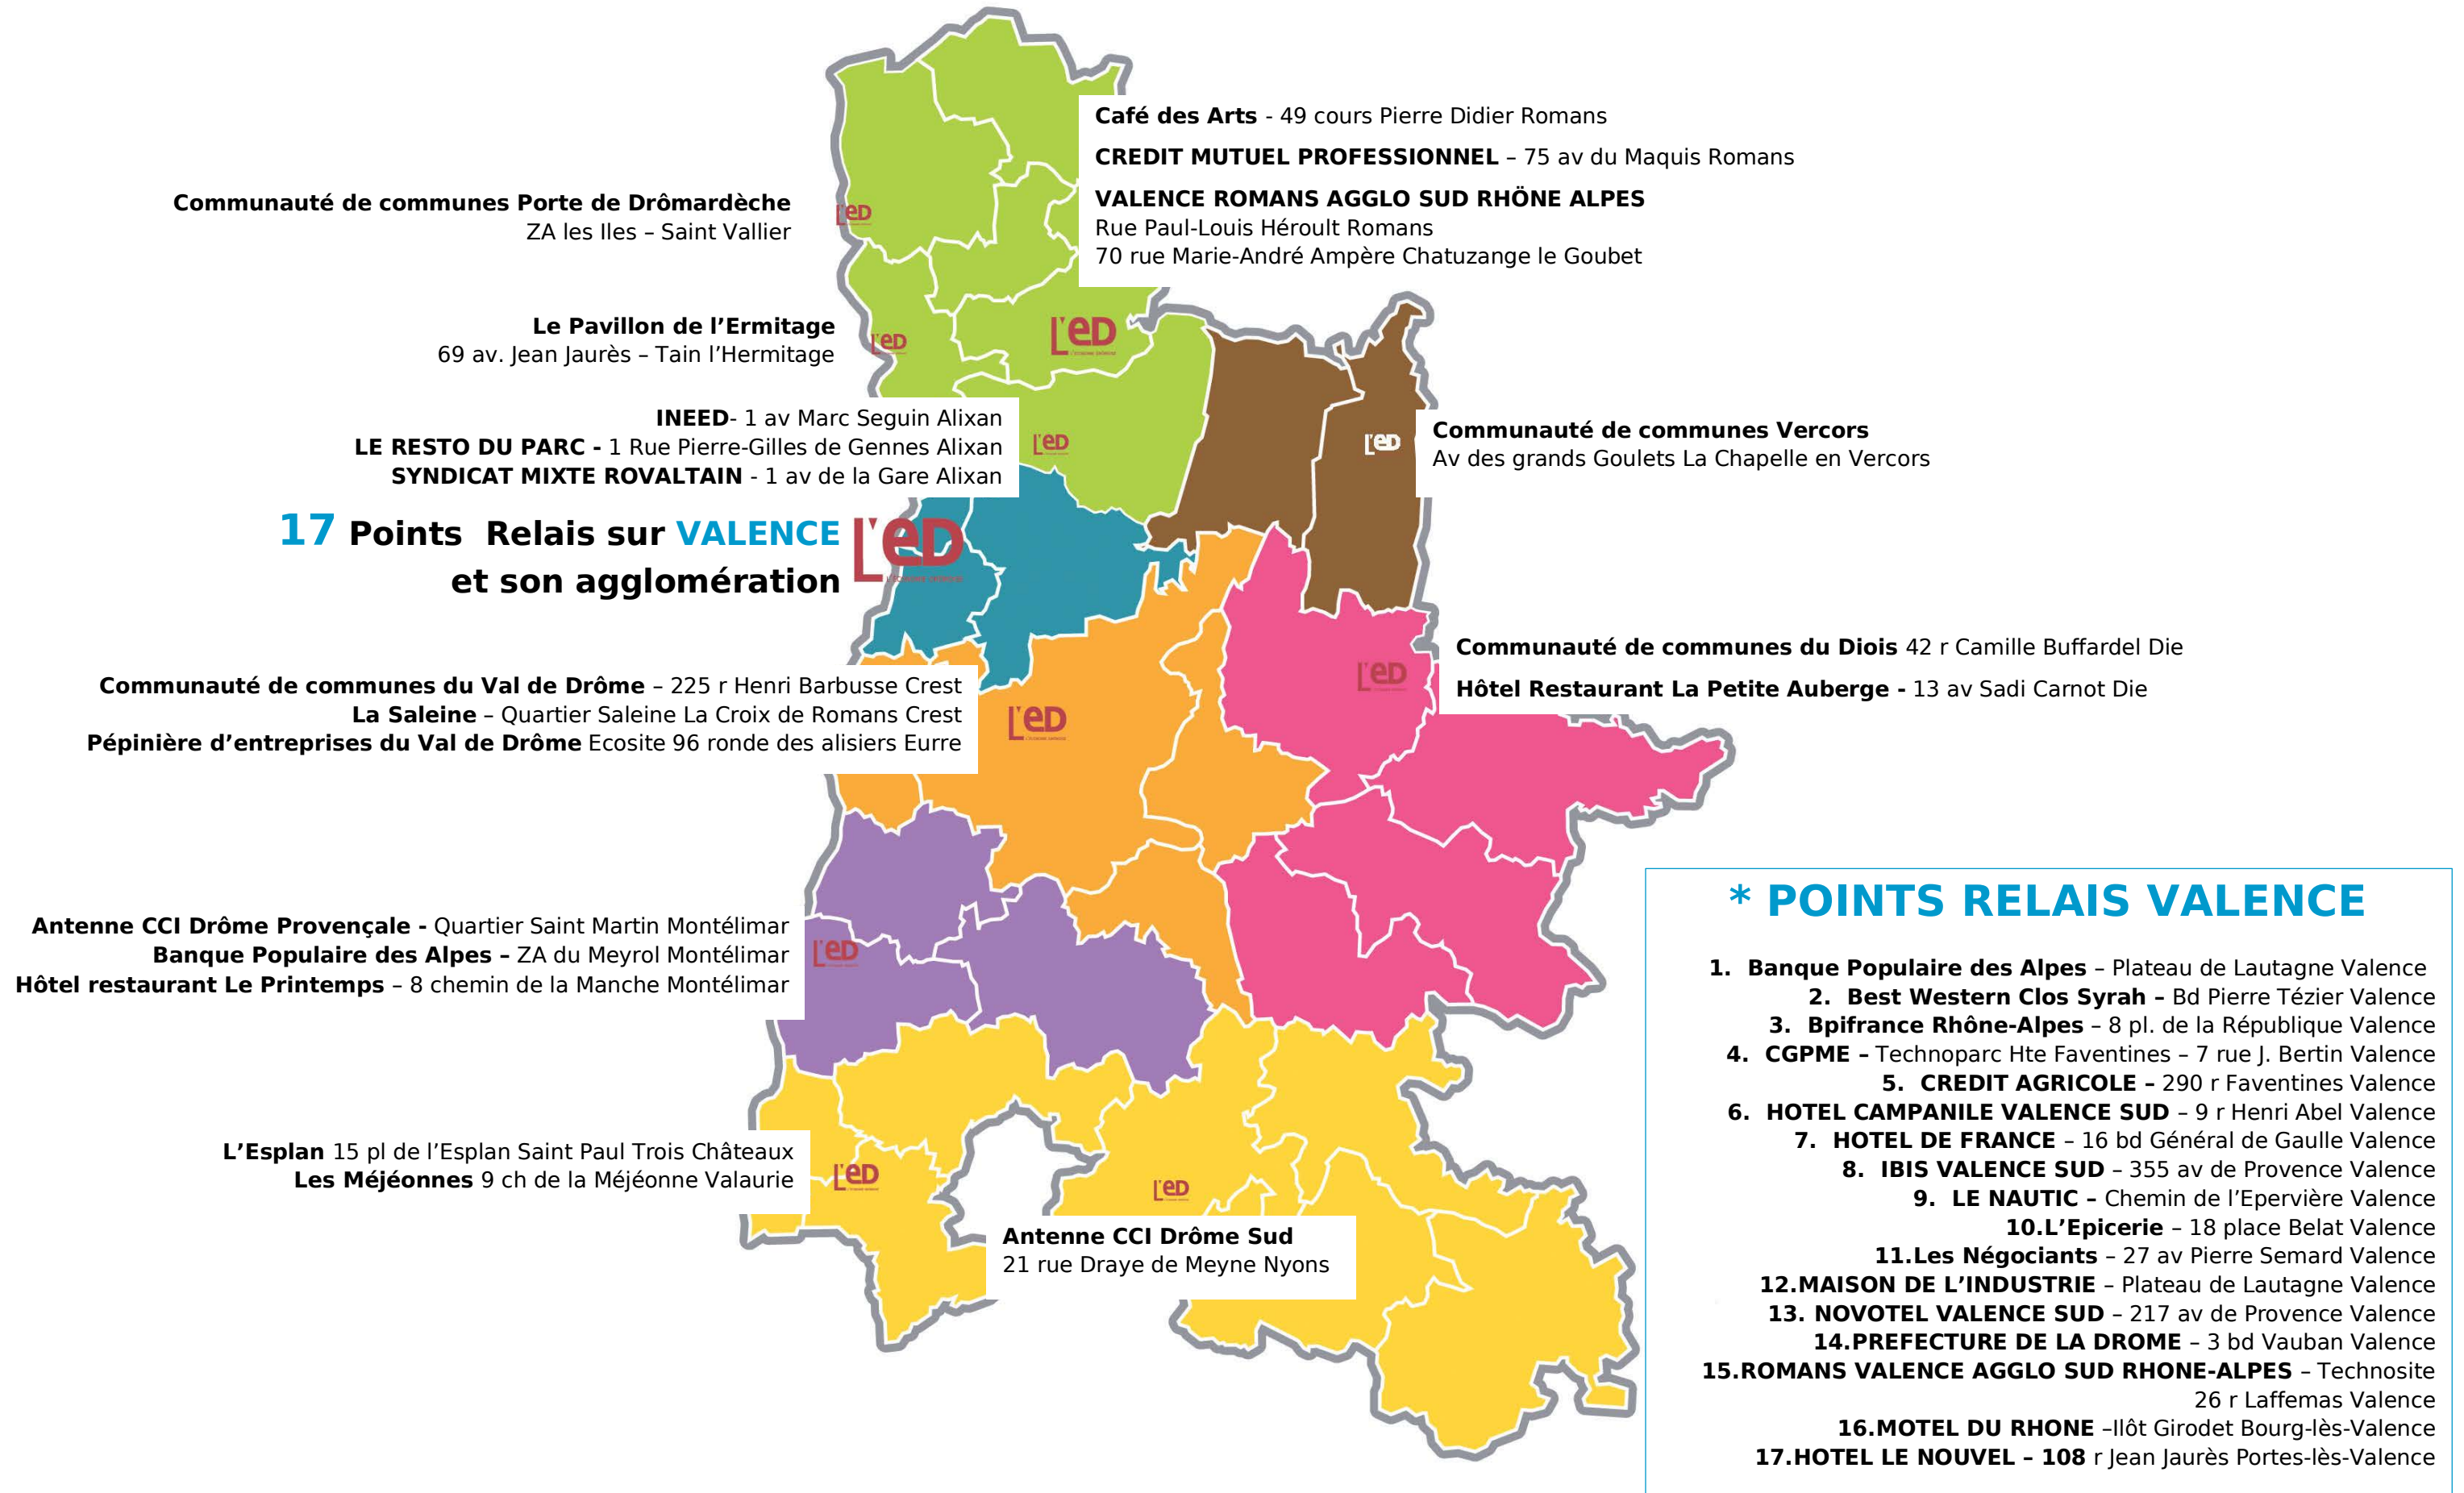 Café des Arts - 49 cours Pierre Didier Romans
CREDIT MUTUEL PROFESSIONNEL – 75 av du Maquis Romans
VALENCE ROMANS AGGLO SUD RHÖNE ALPES
Rue Paul-Louis Héroult Romans
70 rue Marie-André Ampère Chatuzange le Goubet
Communauté de communes Porte de Drômardèche
ZA les Iles – Saint Vallier
L'eD
Le Pavillon de l'Ermitage
69 av. Jean Jaurès – Tain l'Hermitage
L'eD
L'eD
INEED- 1 av Marc Seguin Alixan
LE RESTO DU PARC - 1 Rue Pierre-Gilles de Gennes Alixan
SYNDICAT MIXTE ROVALTAIN - 1 av de la Gare Alixan
L'eD
Communauté de communes Vercors
Av des grands Goulets La Chapelle en Vercors
L'eD
17 Points Relais sur VALENCE
et son agglomération
L'eD
Communauté de communes du Diois 42 r Camille Buffardel Die
Hôtel Restaurant La Petite Auberge - 13 av Sadi Carnot Die
L'eD
Communauté de communes du Val de Drôme – 225 r Henri Barbusse Crest
La Saleine – Quartier Saleine La Croix de Romans Crest
Pépinière d'entreprises du Val de Drôme Ecosite 96 ronde des alisiers Eurre
L'eD
Antenne CCI Drôme Provençale - Quartier Saint Martin Montélimar
Banque Populaire des Alpes – ZA du Meyrol Montélimar
Hôtel restaurant Le Printemps – 8 chemin de la Manche Montélimar
L'eD
L'Esplan 15 pl de l'Esplan Saint Paul Trois Châteaux
Les Méjéonnes 9 ch de la Méjéonne Valaurie
L'eD
L'eD
Antenne CCI Drôme Sud
21 rue Draye de Meyne Nyons
* POINTS RELAIS VALENCE
1. Banque Populaire des Alpes – Plateau de Lautagne Valence
2. Best Western Clos Syrah – Bd Pierre Tézier Valence
3. Bpifrance Rhône-Alpes – 8 pl. de la République Valence
4. CGPME – Technoparc Hte Faventines – 7 rue J. Bertin Valence
5. CREDIT AGRICOLE – 290 r Faventines Valence
6. HOTEL CAMPANILE VALENCE SUD – 9 r Henri Abel Valence
7. HOTEL DE FRANCE – 16 bd Général de Gaulle Valence
8. IBIS VALENCE SUD – 355 av de Provence Valence
9. LE NAUTIC – Chemin de l'Epervière Valence
10.L'Epicerie – 18 place Belat Valence
11.Les Négociants – 27 av Pierre Semard Valence
12.MAISON DE L'INDUSTRIE – Plateau de Lautagne Valence
13. NOVOTEL VALENCE SUD – 217 av de Provence Valence
14.PREFECTURE DE LA DROME – 3 bd Vauban Valence
15.ROMANS VALENCE AGGLO SUD RHONE-ALPES – Technosite
26 r Laffemas Valence
16.MOTEL DU RHONE –Ilôt Girodet Bourg-lès-Valence
17.HOTEL LE NOUVEL – 108 r Jean Jaurès Portes-lès-Valence